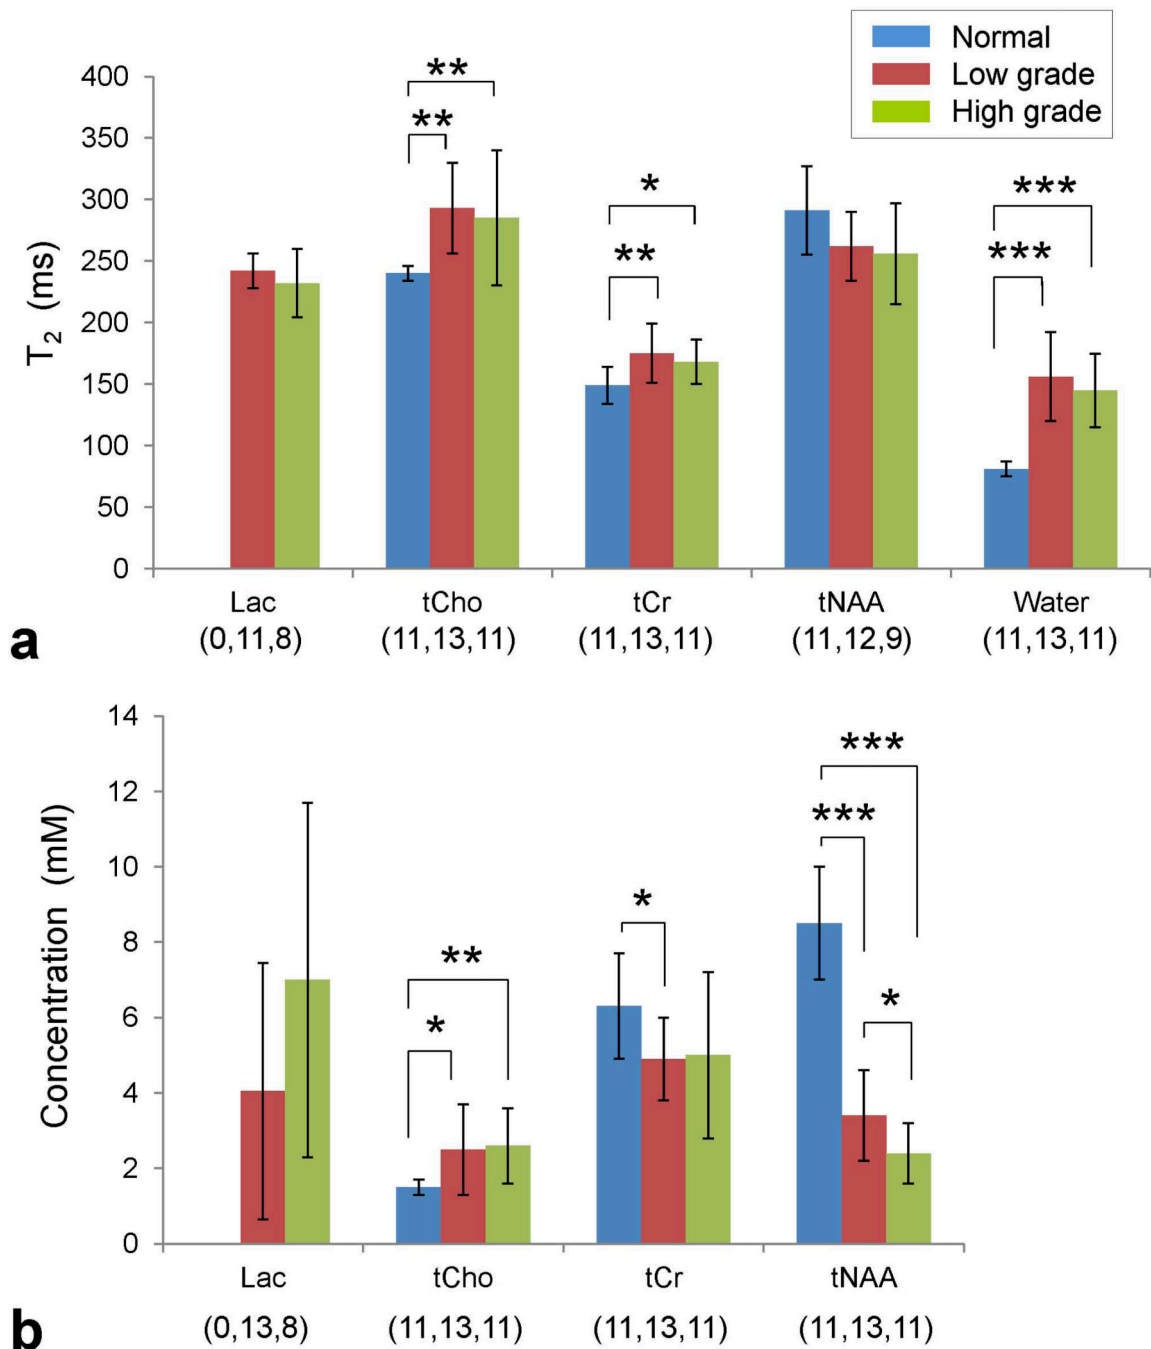 Normal
Low grade
High grade
400
350
300
250
200
150
100
50
0
T2 (ms)
** ** * ** *** ***
Lac tCho tCr tNAA Water
(0,11,8) (11,13,11) (11,13,11) (11,12,9) (11,13,11)
a
14
12
10
8
6
4
2
0
Concentration (mM)
*** *** * ** * *
Lac tCho tCr tNAA
(0,13,8) (11,13,11) (11,13,11) (11,13,11)
b